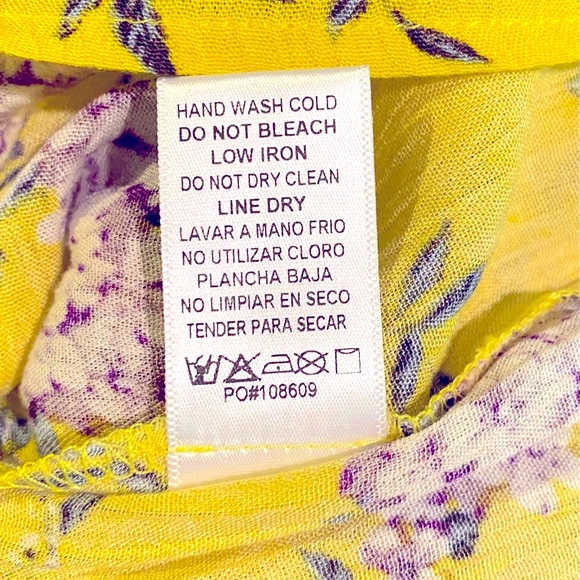 HAND WASH COLD
DO NOT BLEACH
LOW IRON
DO NOT DRY CLEAN
LINE DRY
LAVAR A MANO FRIO
NO UTILIZAR CLORO
PLANCHA BAJA
NO LIMPIAR EN SECO
TENDER PARA SECAR
PO#108609